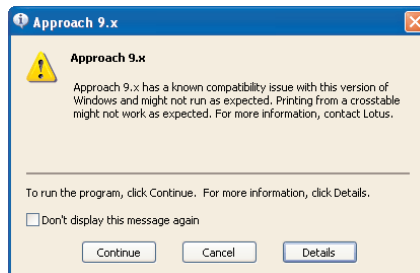 Approach 9.x
Approach 9.x
Approach 9.x has a known compatibility issue with this version of
Windows and might not run as expected. Printing from a crosstable
might not work as expected. For more information, contact Lotus.
To run the program, click Continue. For more information, click Details.
Don't display this message again
Continue Cancel Details